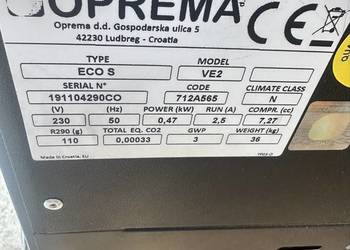 OPREMA
Oprema d.d. Gospodarska ulica 5
42230 Ludbreg - Croatia
CE
TYPE MODEL
ECO S VE2
SERIAL N° CODE CLIMATE CLASS
191104290CO 712A565 N
(V) (Hz) POWER (kW) RUN (A) COMPR. (cc)
230 50 0,47 2,5 7,27
R290 (g) TOTAL EQ. CO2 GWP WEIGHT (kg)
110 0,00033 3 36
Made in Croatia, EU